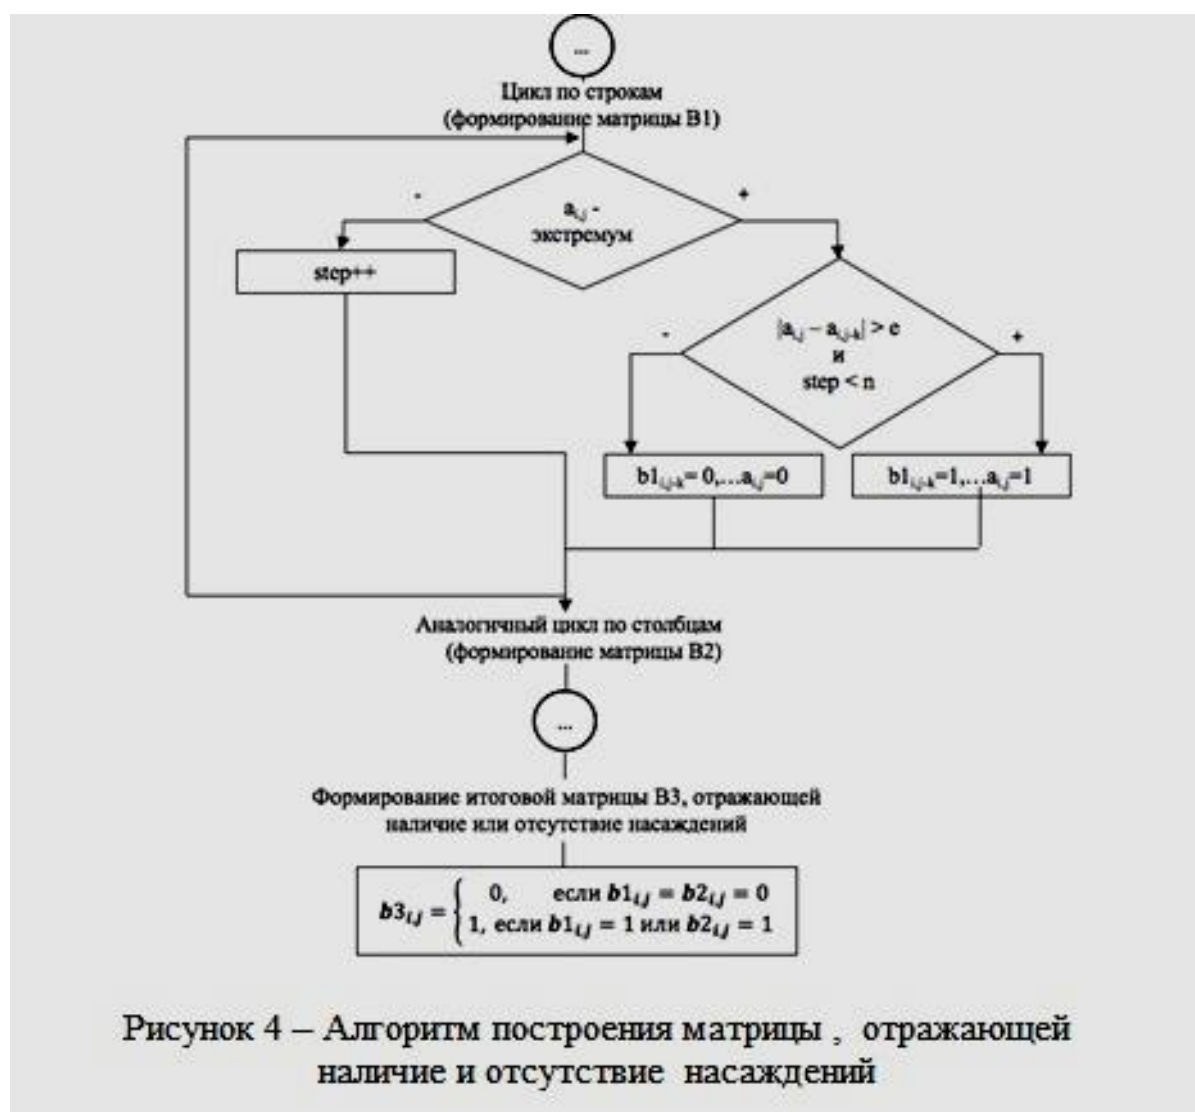 ...
Цикл по строкам
(формирование матрицы B1)
-
+
a_{i,j} -
экстремум
step++
|a_{i,j} – a_{i,j-k}| > e
и
step < n
-
+
b1_{i,j-k}= 0,…a_{i,j}=0
b1_{i,j-k}=1,…a_{i,j}=1
Аналогичный цикл по столбцам
(формирование матрицы B2)
...
Формирование итоговой матрицы B3, отражающей
наличие или отсутствие насаждений
b3_{i,j} = { 0, если b1_{i,j} = b2_{i,j} = 0
1, если b1_{i,j} = 1 или b2_{i,j} = 1
Рисунок 4 – Алгоритм построения матрицы , отражающей
наличие и отсутствие насаждений